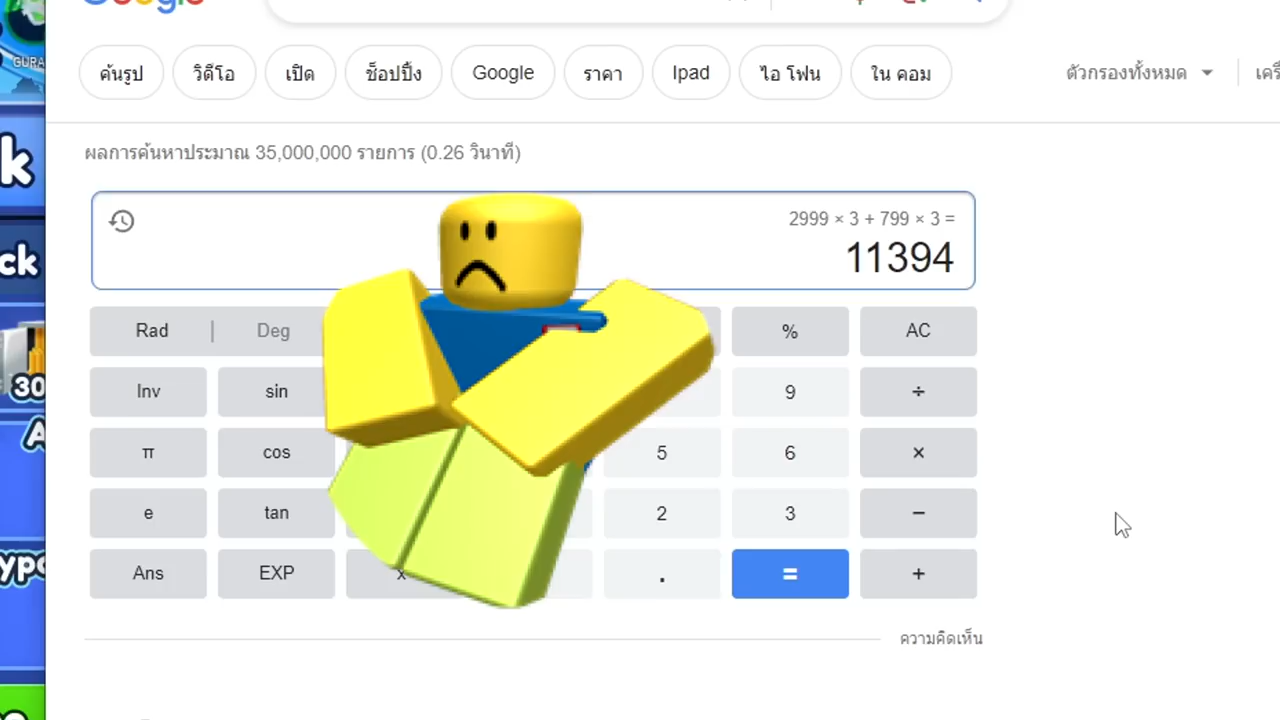 Google
GURA
ค้นรูป วิดีโอ เปิด ช็อปปิ้ง Google ราคา Ipad ไอ โฟน ใน คอม ตัวกรองทั้งหมด
k
ผลการค้นหาประมาณ 35,000,000 รายการ (0.26 วินาที)
2999 × 3 + 799 × 3 =
ck
11394
Rad | Deg % AC
30
Inv sin 9 ÷
A
π cos 5 6 ×
e tan 2 3 −
Ans EXP x . = +
ความคิดเห็น